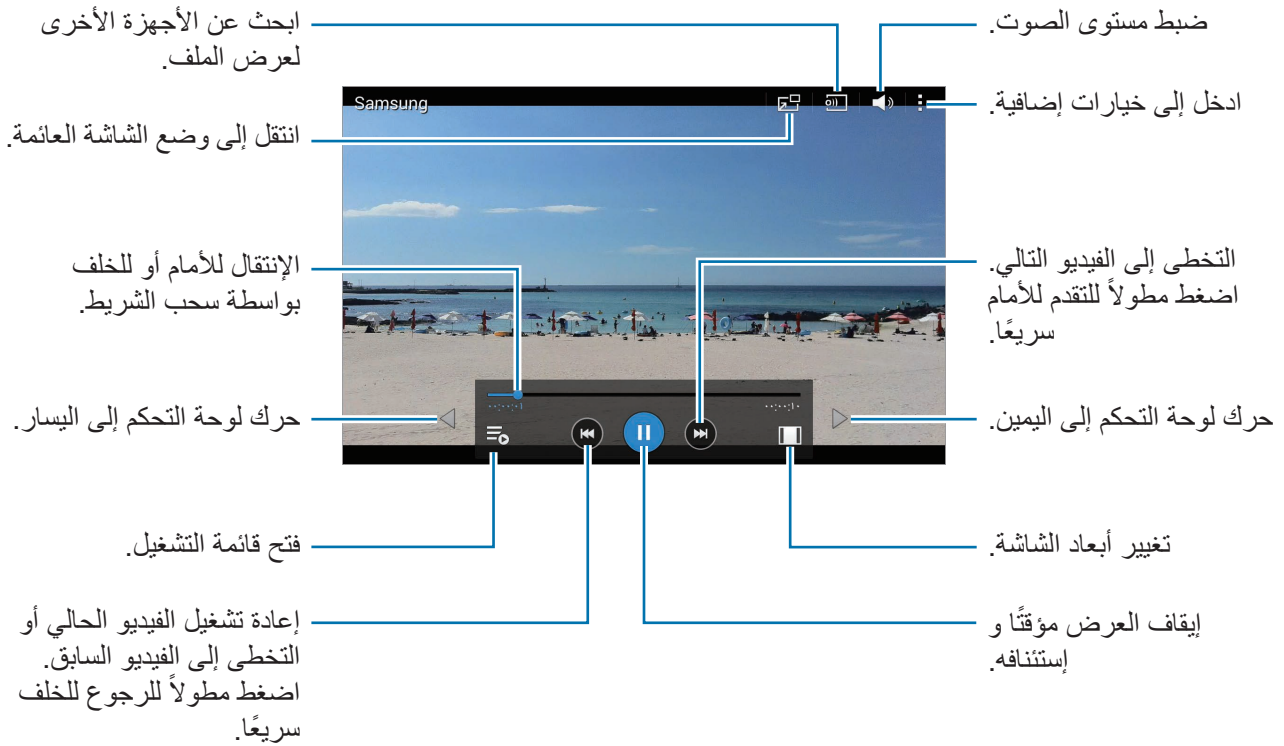 ضبط مستوى الصوت.
ابحث عن الأجهزة الأخرى
لعرض الملف.
ادخل إلى خيارات إضافية.
Samsung
انتقل إلى وضع الشاشة العائمة.
التخطى إلى الفيديو التالي.
اضغط مطولاً للتقدم للأمام
سريعًا.
الإنتقال للأمام أو للخلف
بواسطة سحب الشريط.
حرك لوحة التحكم إلى اليمين.
حرك لوحة التحكم إلى اليسار.
تغيير أبعاد الشاشة.
فتح قائمة التشغيل.
إيقاف العرض مؤقتًا و
إستئنافه.
إعادة تشغيل الفيديو الحالي أو
التخطى إلى الفيديو السابق.
اضغط مطولاً للرجوع للخلف
سريعًا.